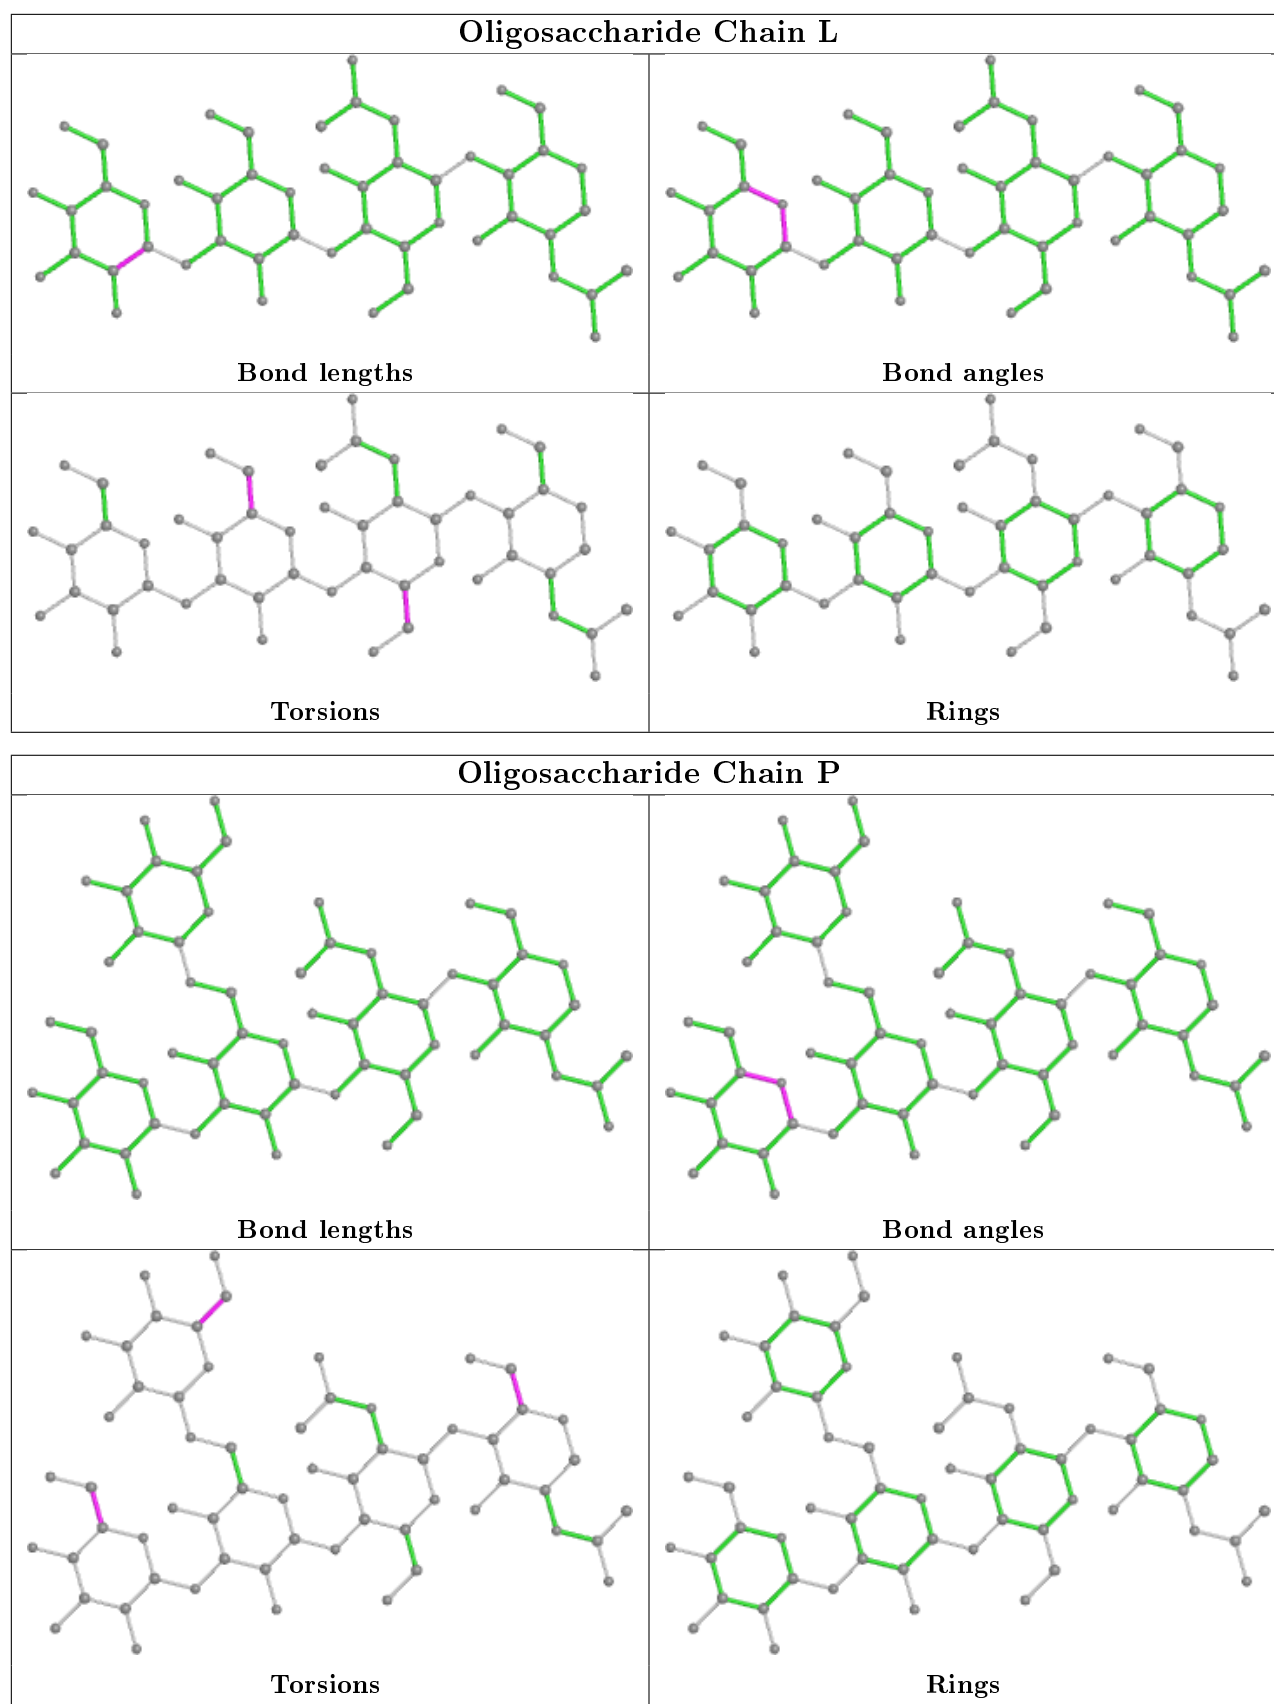 Oligosaccharide Chain L
Bond lengths
Bond angles
Torsions
Rings
Oligosaccharide Chain P
Bond lengths
Bond angles
Torsions
Rings